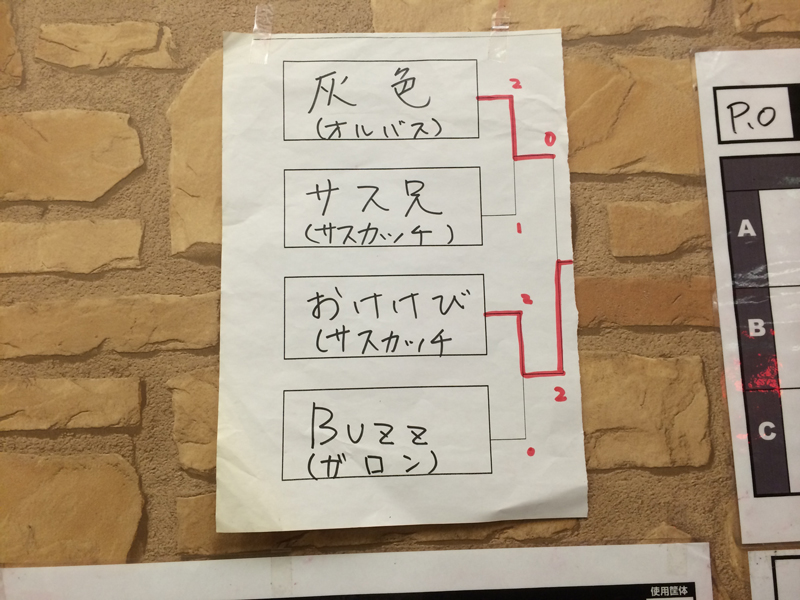 灰色
(オルバス)
2
0
サス兄
(サスカッチ)
1
おけけび
(サスカッチ
2
2
Buzz
(ガロン)
0
P.O
A
B
C
使用筐体